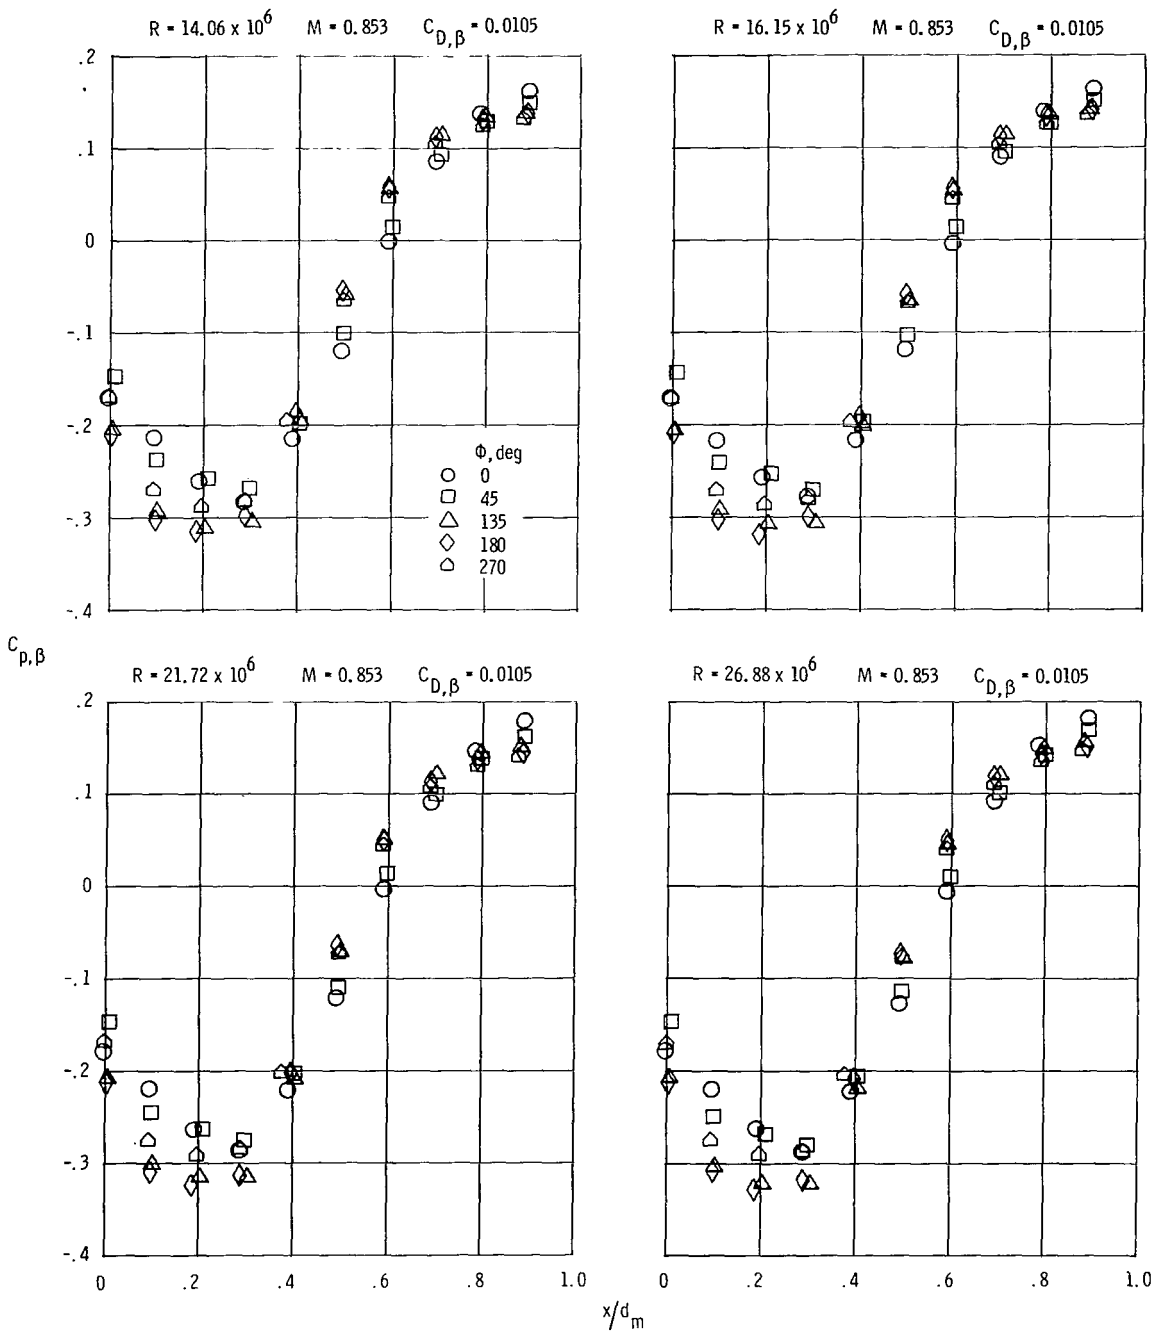 R = 14.06 x 10^6 M = 0.853 C_D,β = 0.0105
R = 16.15 x 10^6 M = 0.853 C_D,β = 0.0105
.2
.1
0
-.1
-.2
-.3
-.4
Φ, deg
0
45
135
180
270
C_p,β
R = 21.72 x 10^6 M = 0.853 C_D,β = 0.0105
R = 26.88 x 10^6 M = 0.853 C_D,β = 0.0105
.2
.1
0
-.1
-.2
-.3
-.4
0 .2 .4 .6 .8 1.0
0 .2 .4 .6 .8 1.0
x/d_m